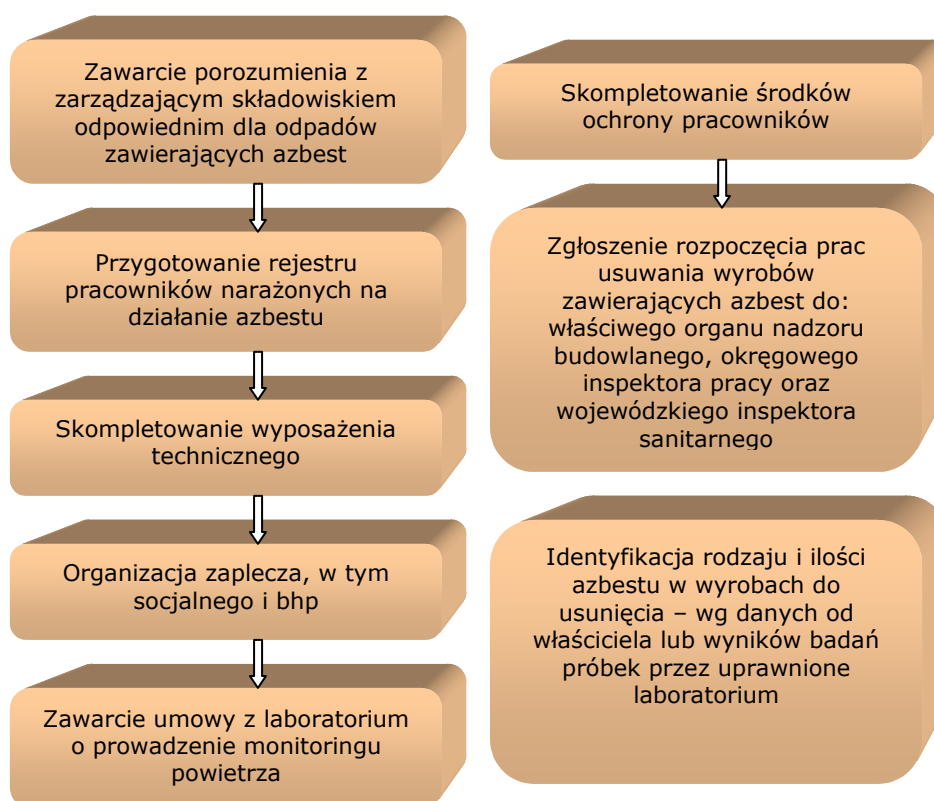 Zawarcie porozumienia z
zarządzającym składowiskiem
odpowiednim dla odpadów
zawierających azbest
Przygotowanie rejestru
pracowników narażonych na
działanie azbestu
Skompletowanie wyposażenia
technicznego
Organizacja zaplecza, w tym
socjalnego i bhp
Zawarcie umowy z laboratorium
o prowadzenie monitoringu
powietrza
Skompletowanie środków
ochrony pracowników
Zgłoszenie rozpoczęcia prac
usuwania wyrobów
zawierających azbest do:
właściwego organu nadzoru
budowlanego, okręgowego
inspektora pracy oraz
wojewódzkiego inspektora
sanitarnego
Identyfikacja rodzaju i ilości
azbestu w wyrobach do
usunięcia – wg danych od
właściciela lub wyników badań
próbek przez uprawnione
laboratorium